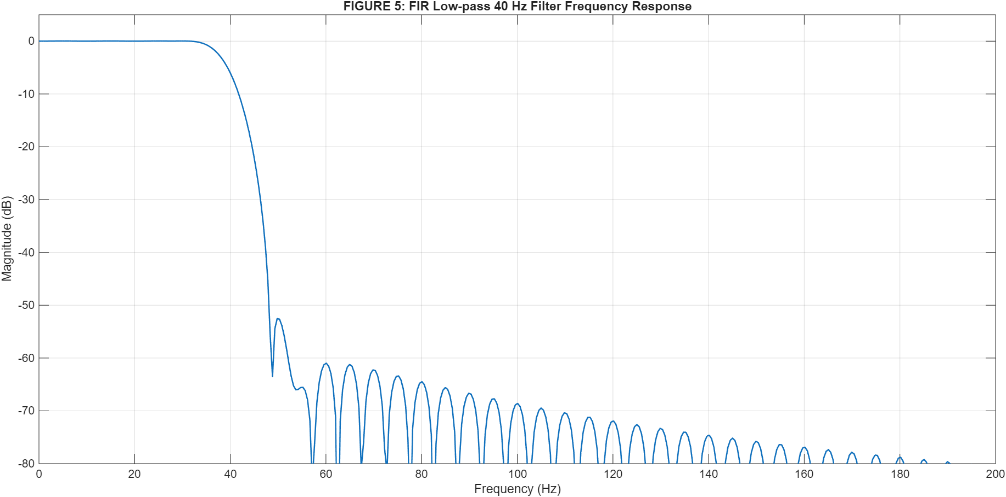 FIGURE 5: FIR Low-pass 40 Hz Filter Frequency Response
0
-10
-20
-30
-40
-50
-60
-70
-80
Magnitude (dB)
0 20 40 60 80 100 120 140 160 180 200
Frequency (Hz)